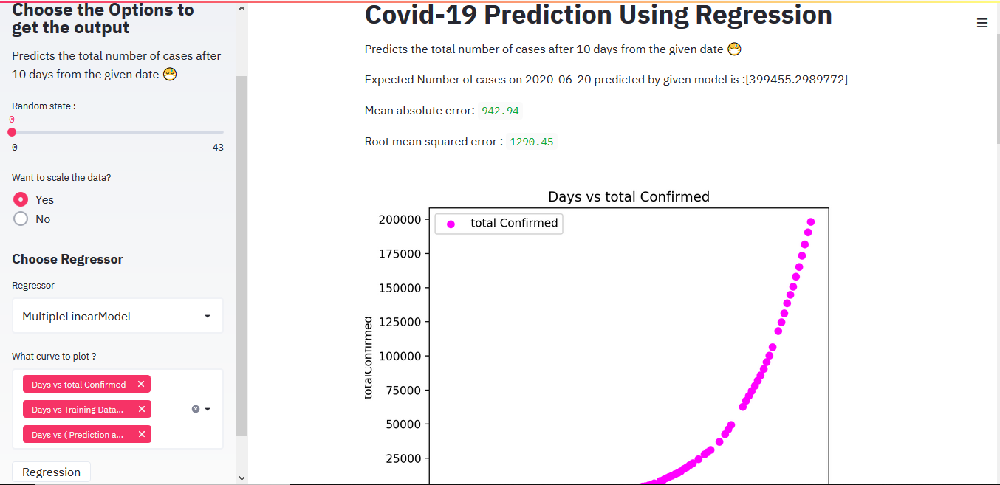 Choose the Options to
get the output
Predicts the total number of cases after
10 days from the given date 😷
Random state :
0
0 43
Want to scale the data?
Yes
No
Choose Regressor
Regressor
MultipleLinearModel
What curve to plot ?
Days vs total Confirmed ×
Days vs Training Data... ×
Days vs ( Prediction a... ×
Regression
Covid-19 Prediction Using Regression
Predicts the total number of cases after 10 days from the given date
Expected Number of cases on 2020-06-20 predicted by given model is :[399455.2989772]
Mean absolute error: 942.94
Root mean squared error : 1290.45
Days vs total Confirmed
total Confirmed
200000
175000
150000
125000
100000
75000
50000
25000
totalConfirmed